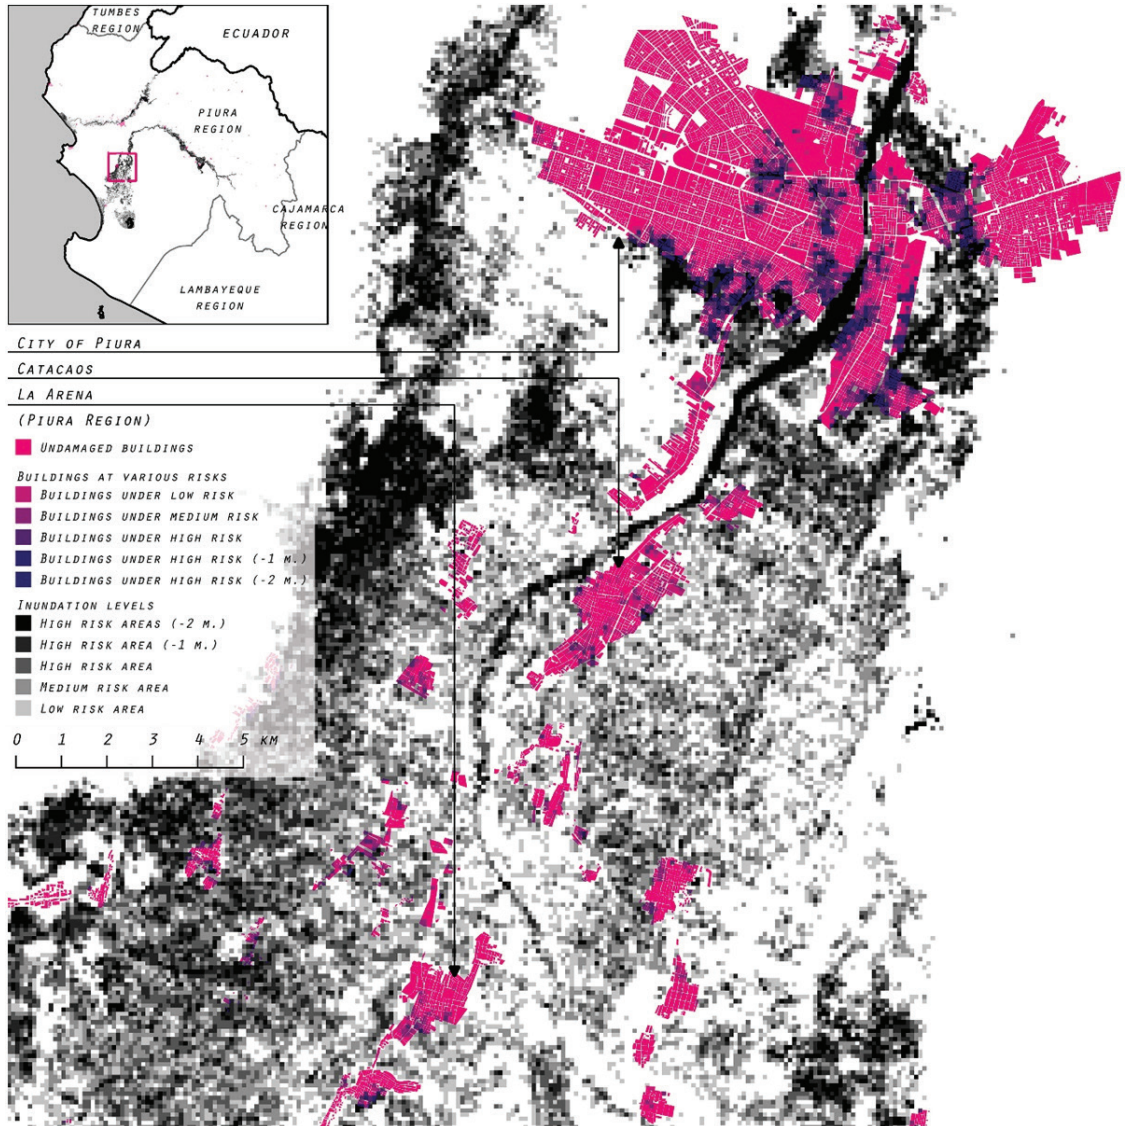 TUMBES
REGION
ECUADOR
PIURA
REGION
CAJAMARCA
REGION
LAMBAYEQUE
REGION
CITY OF PIURA
CATACAOS
LA ARENA
(PIURA REGION)
UNDAMAGED BUILDINGS
BUILDINGS AT VARIOUS RISKS
BUILDINGS UNDER LOW RISK
BUILDINGS UNDER MEDIUM RISK
BUILDINGS UNDER HIGH RISK
BUILDINGS UNDER HIGH RISK (-1 M.)
BUILDINGS UNDER HIGH RISK (-2 M.)
INUNDATION LEVELS
HIGH RISK AREAS (-2 M.)
HIGH RISK AREA (-1 M.)
HIGH RISK AREA
MEDIUM RISK AREA
LOW RISK AREA
0 1 2 3 4 5 KM